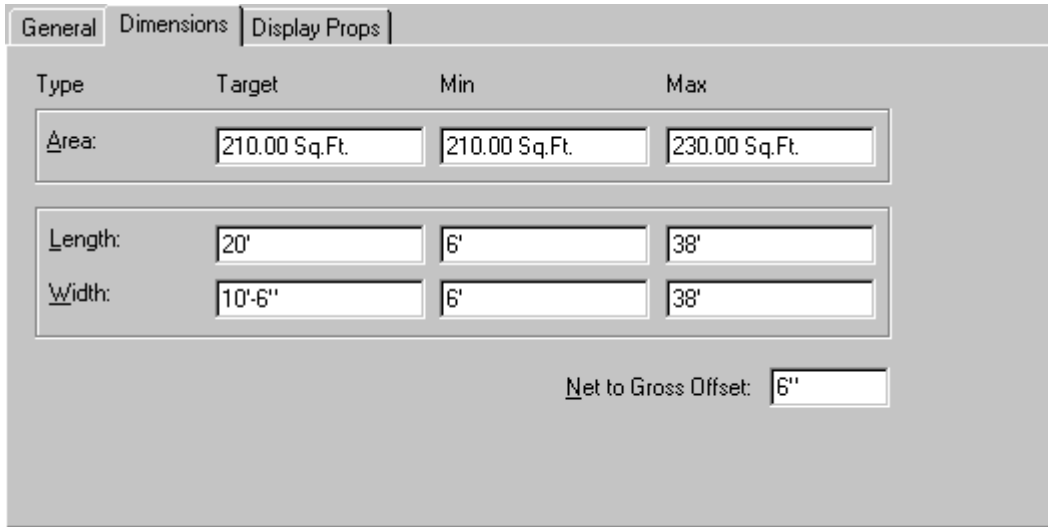 General Dimensions Display Props
Type Target Min Max
Area: 210.00 Sq.Ft. 210.00 Sq.Ft. 230.00 Sq.Ft.
Length: 20' 6' 38'
Width: 10'-6" 6' 38'
Net to Gross Offset: 6"